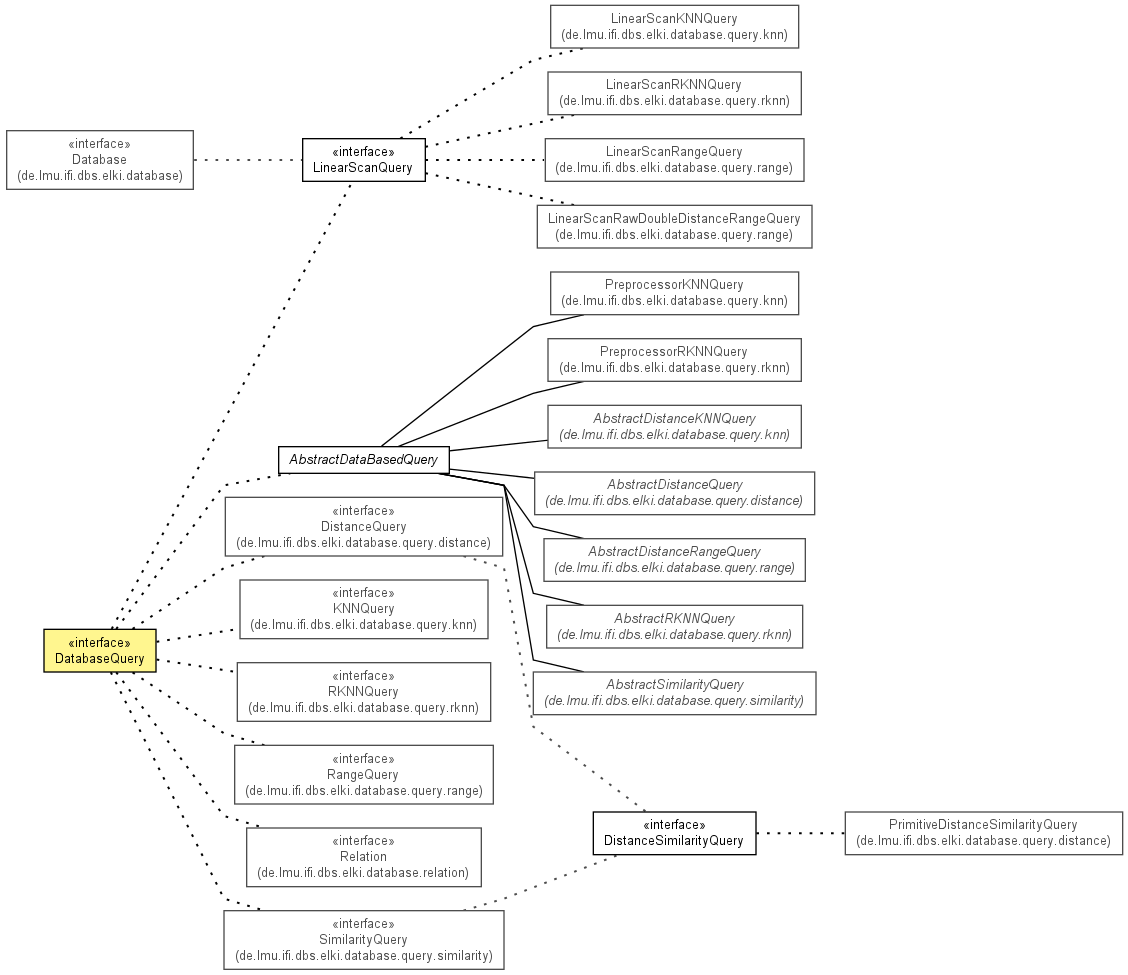 LinearScanKNNQuery
(de.lmu.ifi.dbs.elki.database.query.knn)
LinearScanRKNNQuery
(de.lmu.ifi.dbs.elki.database.query.rknn)
«interface»
Database
(de.lmu.ifi.dbs.elki.database)
«interface»
LinearScanQuery
LinearScanRangeQuery
(de.lmu.ifi.dbs.elki.database.query.range)
LinearScanRawDoubleDistanceRangeQuery
(de.lmu.ifi.dbs.elki.database.query.range)
PreprocessorKNNQuery
(de.lmu.ifi.dbs.elki.database.query.knn)
PreprocessorRKNNQuery
(de.lmu.ifi.dbs.elki.database.query.rknn)
AbstractDistanceKNNQuery
(de.lmu.ifi.dbs.elki.database.query.knn)
AbstractDataBasedQuery
AbstractDistanceQuery
(de.lmu.ifi.dbs.elki.database.query.distance)
«interface»
DistanceQuery
(de.lmu.ifi.dbs.elki.database.query.distance)
AbstractDistanceRangeQuery
(de.lmu.ifi.dbs.elki.database.query.range)
«interface»
KNNQuery
(de.lmu.ifi.dbs.elki.database.query.knn)
AbstractRKNNQuery
(de.lmu.ifi.dbs.elki.database.query.rknn)
«interface»
DatabaseQuery
«interface»
RKNNQuery
(de.lmu.ifi.dbs.elki.database.query.rknn)
AbstractSimilarityQuery
(de.lmu.ifi.dbs.elki.database.query.similarity)
«interface»
RangeQuery
(de.lmu.ifi.dbs.elki.database.query.range)
«interface»
DistanceSimilarityQuery
PrimitiveDistanceSimilarityQuery
(de.lmu.ifi.dbs.elki.database.query.distance)
«interface»
Relation
(de.lmu.ifi.dbs.elki.database.relation)
«interface»
SimilarityQuery
(de.lmu.ifi.dbs.elki.database.query.similarity)